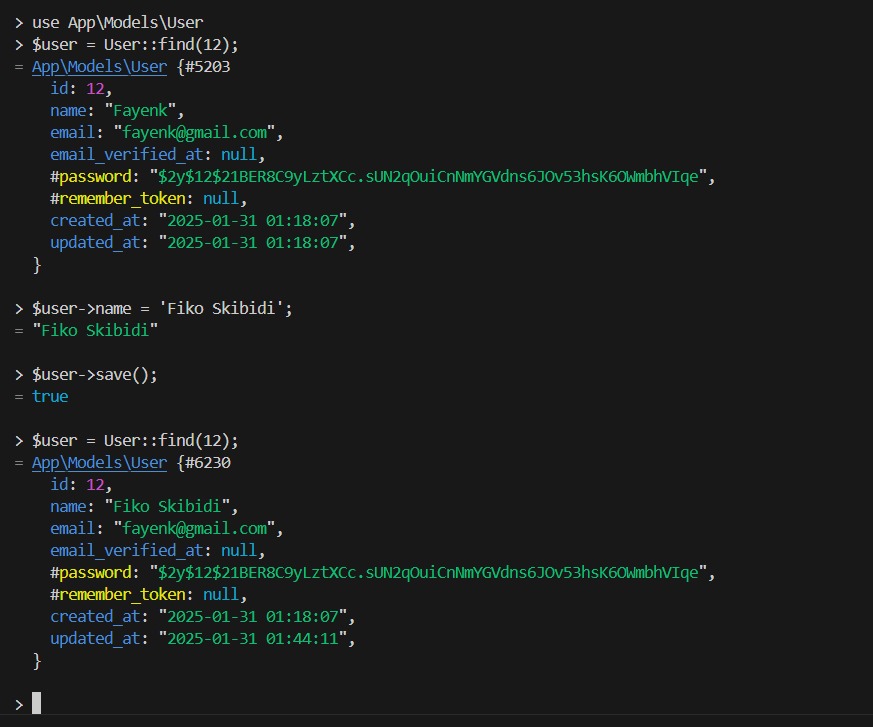 > use App\Models\User
> $user = User::find(12);
= App\Models\User {#5203
id: 12,
name: "Fayenk",
email: "fayenk@gmail.com",
email_verified_at: null,
#password: "$2y$12$21BER8C9yLztXCc.sUN2qOuiCnNmYGVdns6JOv53hsK6OWmbhVIqe",
#remember_token: null,
created_at: "2025-01-31 01:18:07",
updated_at: "2025-01-31 01:18:07",
}
> $user->name = 'Fiko Skibidi';
= "Fiko Skibidi"
> $user->save();
= true
> $user = User::find(12);
= App\Models\User {#6230
id: 12,
name: "Fiko Skibidi",
email: "fayenk@gmail.com",
email_verified_at: null,
#password: "$2y$12$21BER8C9yLztXCc.sUN2qOuiCnNmYGVdns6JOv53hsK6OWmbhVIqe",
#remember_token: null,
created_at: "2025-01-31 01:18:07",
updated_at: "2025-01-31 01:44:11",
}
>